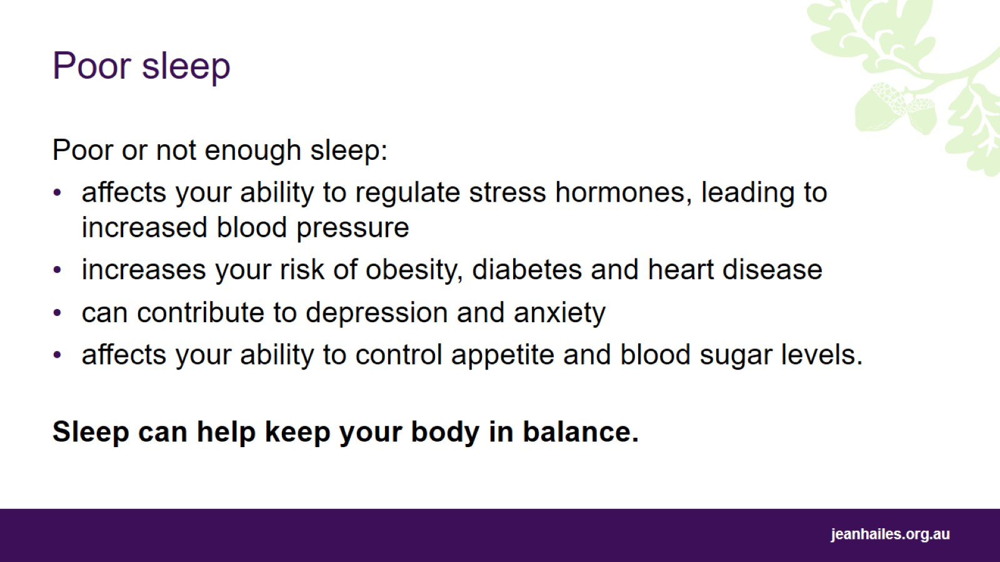 Poor sleep
Poor or not enough sleep:
• affects your ability to regulate stress hormones, leading to
increased blood pressure
• increases your risk of obesity, diabetes and heart disease
• can contribute to depression and anxiety
• affects your ability to control appetite and blood sugar levels.
Sleep can help keep your body in balance.
jeanhailes.org.au